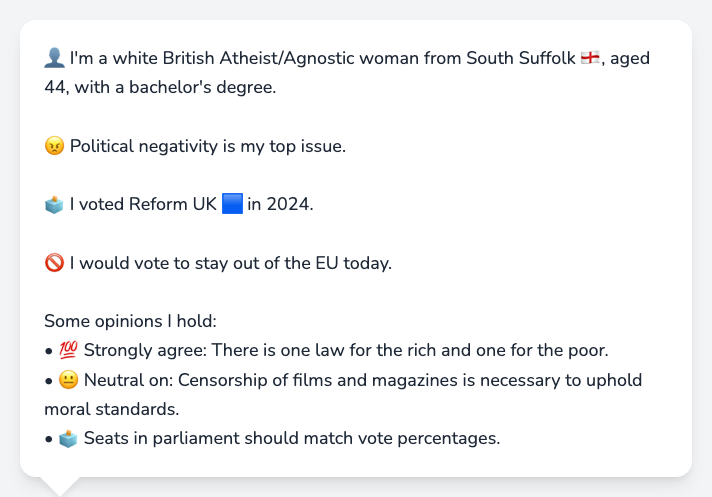 👤 I'm a white British Atheist/Agnostic woman from South Suffolk 🏴󠁧󠁢󠁥󠁮󠁧󠁿, aged
44, with a bachelor's degree.
😠 Political negativity is my top issue.
🗳️ I voted Reform UK 🟦 in 2024.
🚫 I would vote to stay out of the EU today.
Some opinions I hold:
• 💯 Strongly agree: There is one law for the rich and one for the poor.
• 😐 Neutral on: Censorship of films and magazines is necessary to uphold
moral standards.
• 🗳️ Seats in parliament should match vote percentages.